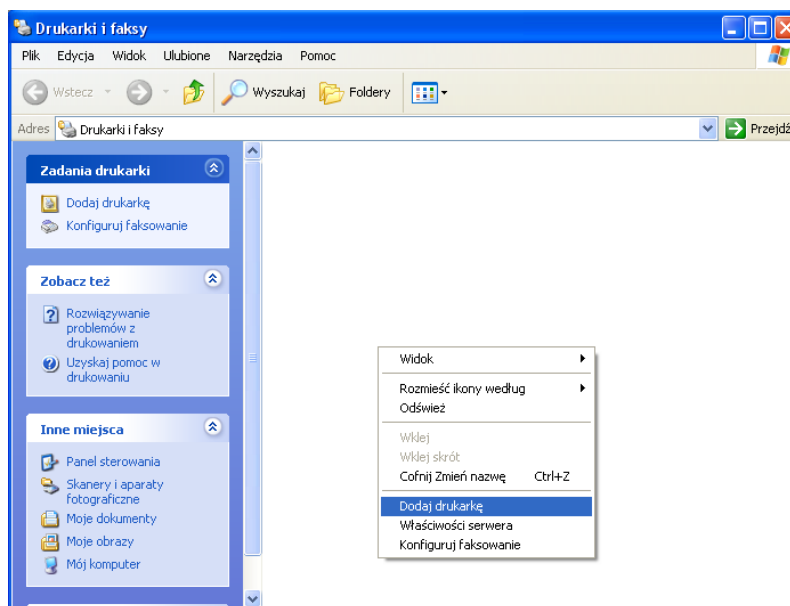 Drukarki i faksy
Plik Edycja Widok Ulubione Narzędzia Pomoc
Wstecz Wyszukaj Foldery
Adres Drukarki i faksy Przejdź
Zadania drukarki
Dodaj drukarkę
Konfiguruj faksowanie
Zobacz też
Rozwiązywanie
problemów z
drukowaniem
Uzyskaj pomoc w
drukowaniu
Inne miejsca
Panel sterowania
Skanery i aparaty
fotograficzne
Moje dokumenty
Moje obrazy
Mój komputer
Widok
Rozmieść ikony według
Odśwież
Wklej
Wklej skrót
Cofnij Zmień nazwę Ctrl+Z
Dodaj drukarkę
Właściwości serwera
Konfiguruj faksowanie